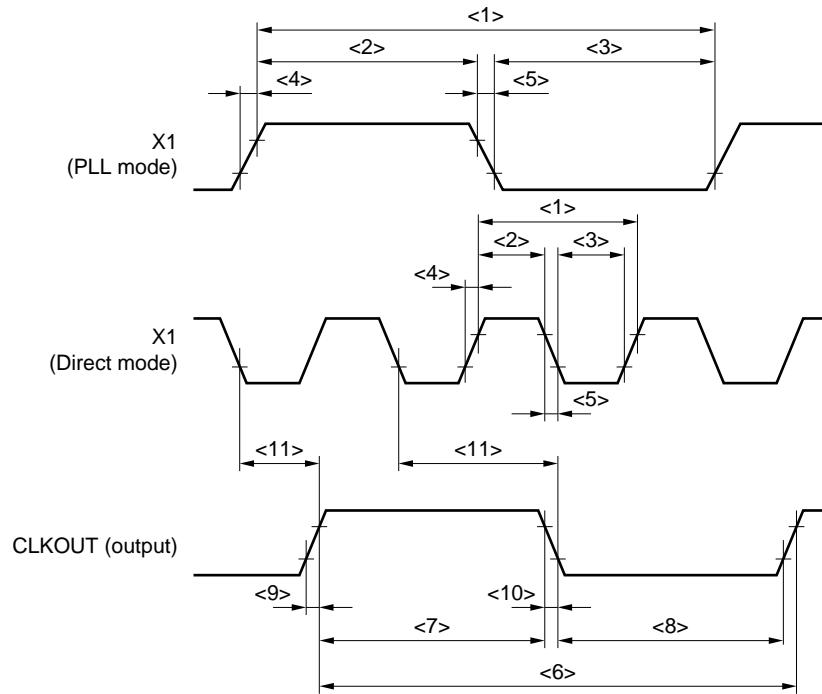 <1>
<2> <3>
<4> <5>
X1
(PLL mode)
<1>
<2> <3>
<4>
X1
(Direct mode)
<5>
<11> <11>
CLKOUT (output)
<9> <10>
<7> <8>
<6>